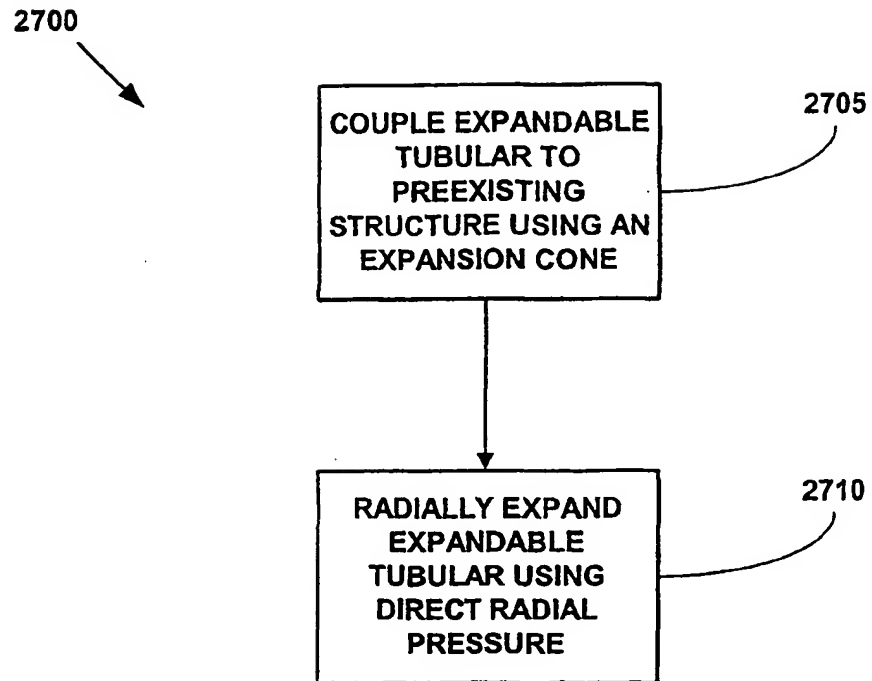 2700
2705
COUPLE EXPANDABLE
TUBULAR TO
PREEXISTING
STRUCTURE USING AN
EXPANSION CONE
2710
RADIALLY EXPAND
EXPANDABLE
TUBULAR USING
DIRECT RADIAL
PRESSURE